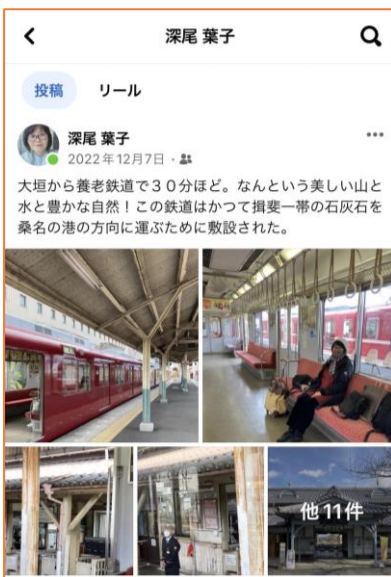 深尾 葉子
投稿 リール
深尾 葉子
2022年12月7日
大垣から養老鉄道で30分ほど。なんという美しい山と
水と豊かな自然！この鉄道はかつて揖斐一帯の石灰石を
桑名の港の方向に運ぶために敷設された。
他11件